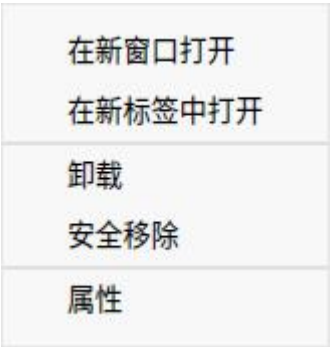 在新窗口打开
在新标签中打开
卸载
安全移除
属性